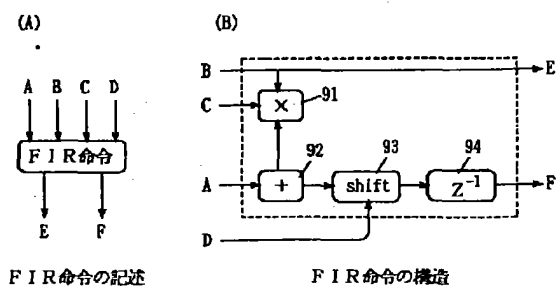 (A)
A B C D
FIR命令
E F
FIR命令の記述
(B)
B E
C × 91
92 93 94
A + shift Z⁻¹ F
D
FIR命令の構造